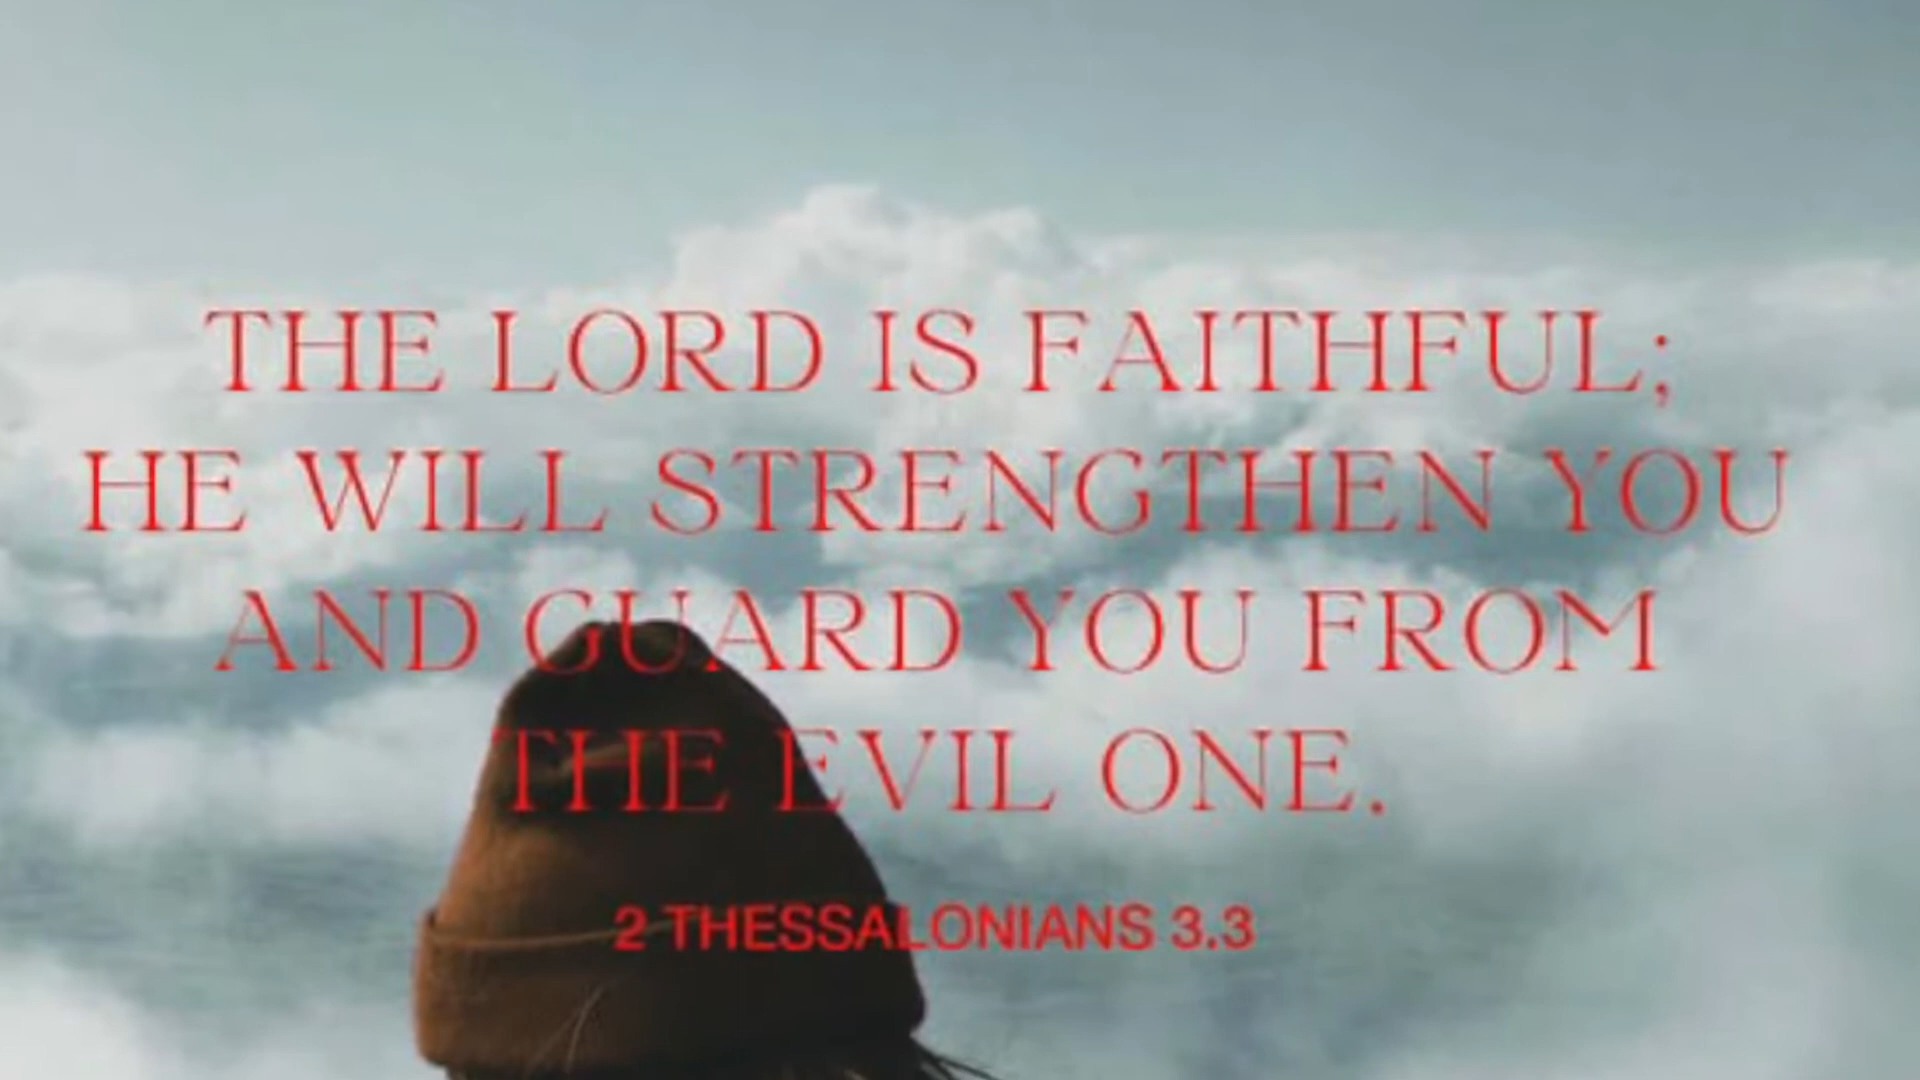 THE LORD IS FAITHFUL;
HE WILL STRENGTHEN YOU
AND GUARD YOU FROM
THE EVIL ONE.
2 THESSALONIANS 3.3